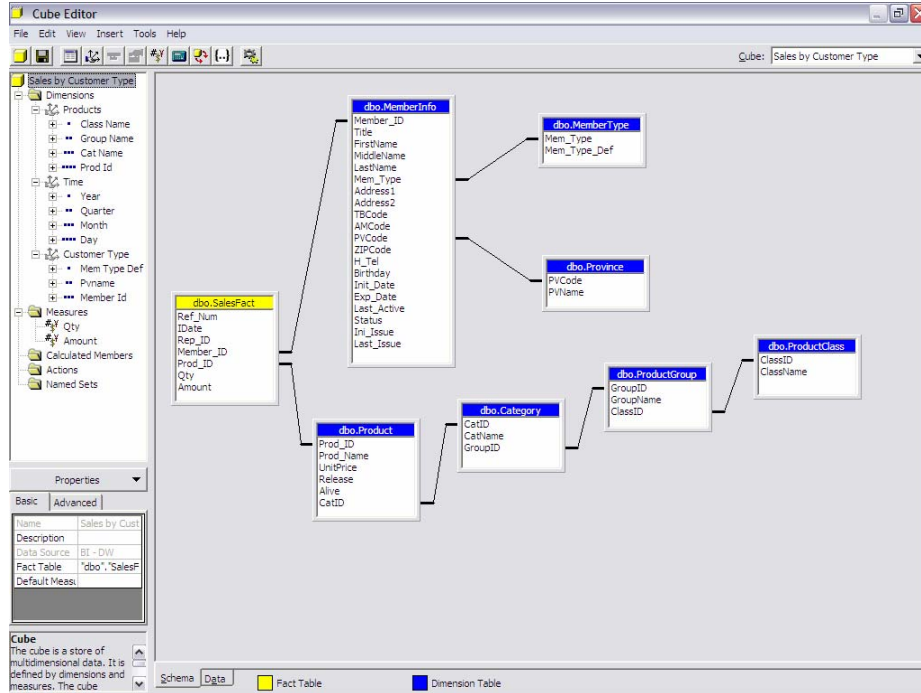 Cube Editor
File Edit View Insert Tools Help
Cube: Sales by Customer Type
Sales by Customer Type
Dimensions
Products
Class Name
Group Name
Cat Name
Prod Id
Time
Year
Quarter
Month
Day
Customer Type
Mem Type Def
Pvname
Member Id
Measures
Qty
Amount
Calculated Members
Actions
Named Sets
Properties
Basic Advanced
Name Sales by Cust
Description
Data Source BI - DW
Fact Table "dbo"."SalesF
Default Measu
Cube
The cube is a store of
multidimensional data. It is
defined by dimensions and
measures. The cube
dbo.SalesFact
Ref_Num
IDate
Rep_ID
Member_ID
Prod_ID
Qty
Amount
dbo.MemberInfo
Member_ID
Title
FirstName
MiddleName
LastName
Mem_Type
Address1
Address2
TBCode
AMCode
PVCode
ZIPCode
H_Tel
Birthday
Init_Date
Exp_Date
Last_Active
Status
Ini_Issue
Last_Issue
dbo.MemberType
Mem_Type
Mem_Type_Def
dbo.Province
PVCode
PVName
dbo.Product
Prod_ID
Prod_Name
UnitPrice
Release
Alive
CatID
dbo.Category
CatID
CatName
GroupID
dbo.ProductGroup
GroupID
GroupName
ClassID
dbo.ProductClass
ClassID
ClassName
Schema Data Fact Table Dimension Table